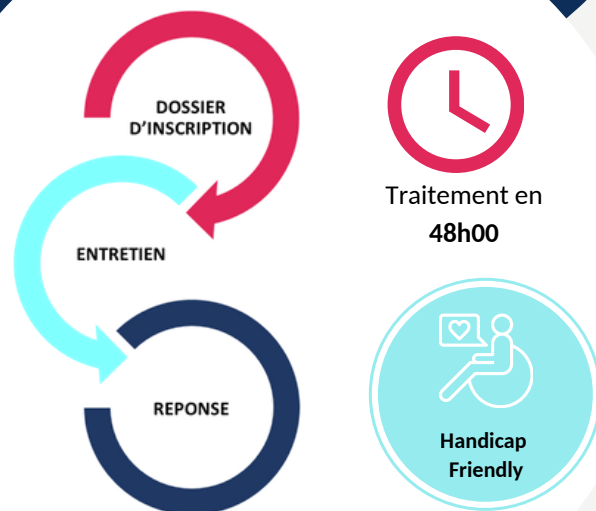 DOSSIER
D'INSCRIPTION
ENTRETIEN
REPONSE
Traitement en
48h00
Handicap
Friendly